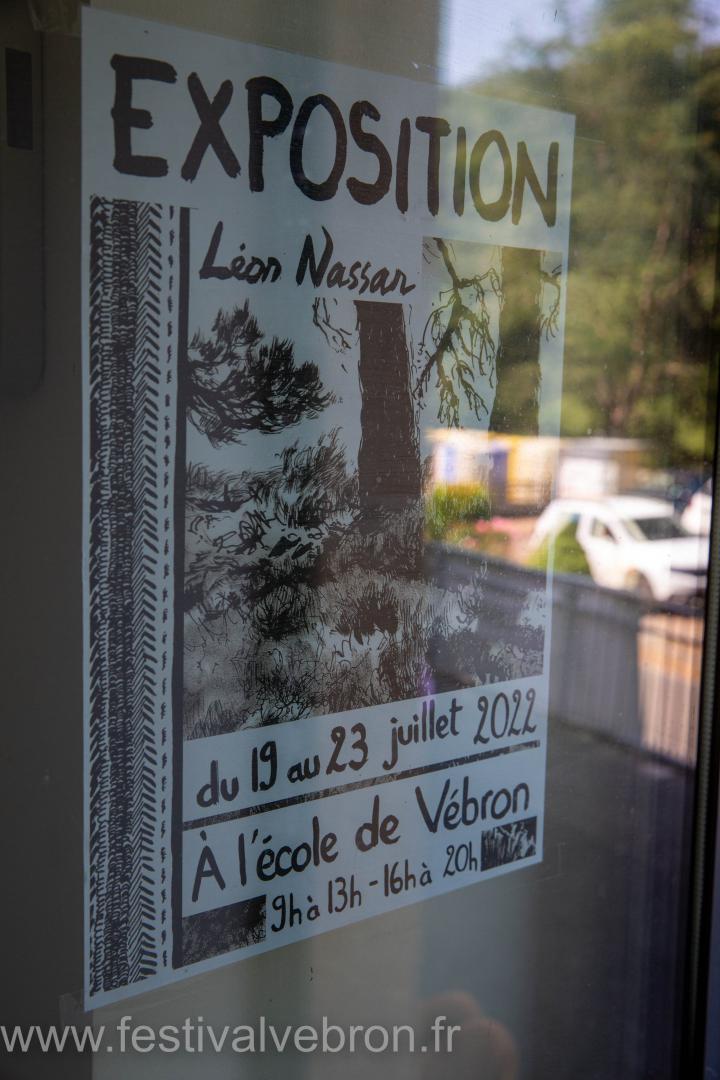 EXPOSITION
Léon Nassar
du 19 au 23 juillet 2022
À l'école de Vébron
9h à 13h - 16h à 20h
www.festivalvebron.fr